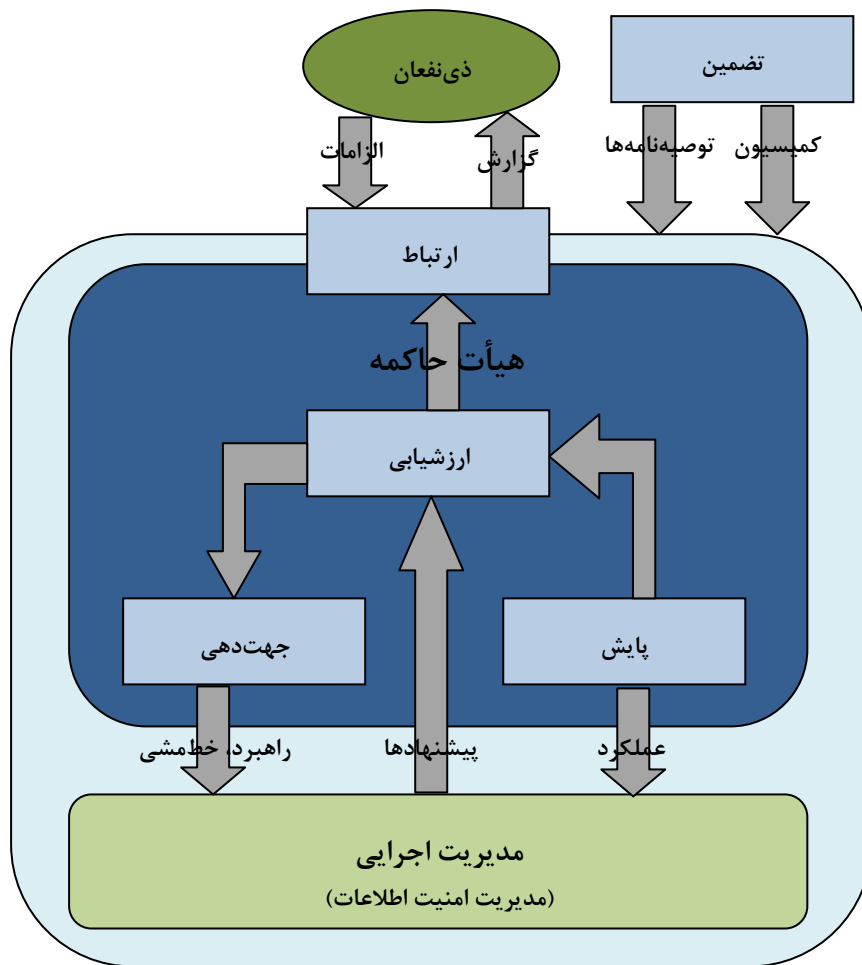 تضمین
ذی‌نفعان
کمیسیون
توصیه‌نامه‌ها
گزارش
الزامات
ارتباط
هیأت حاکمه
ارزشیابی
پایش
جهت‌دهی
عملکرد
پیشنهادها
راهبرد، خط‌مشی
مدیریت اجرایی
(مدیریت امنیت اطلاعات)